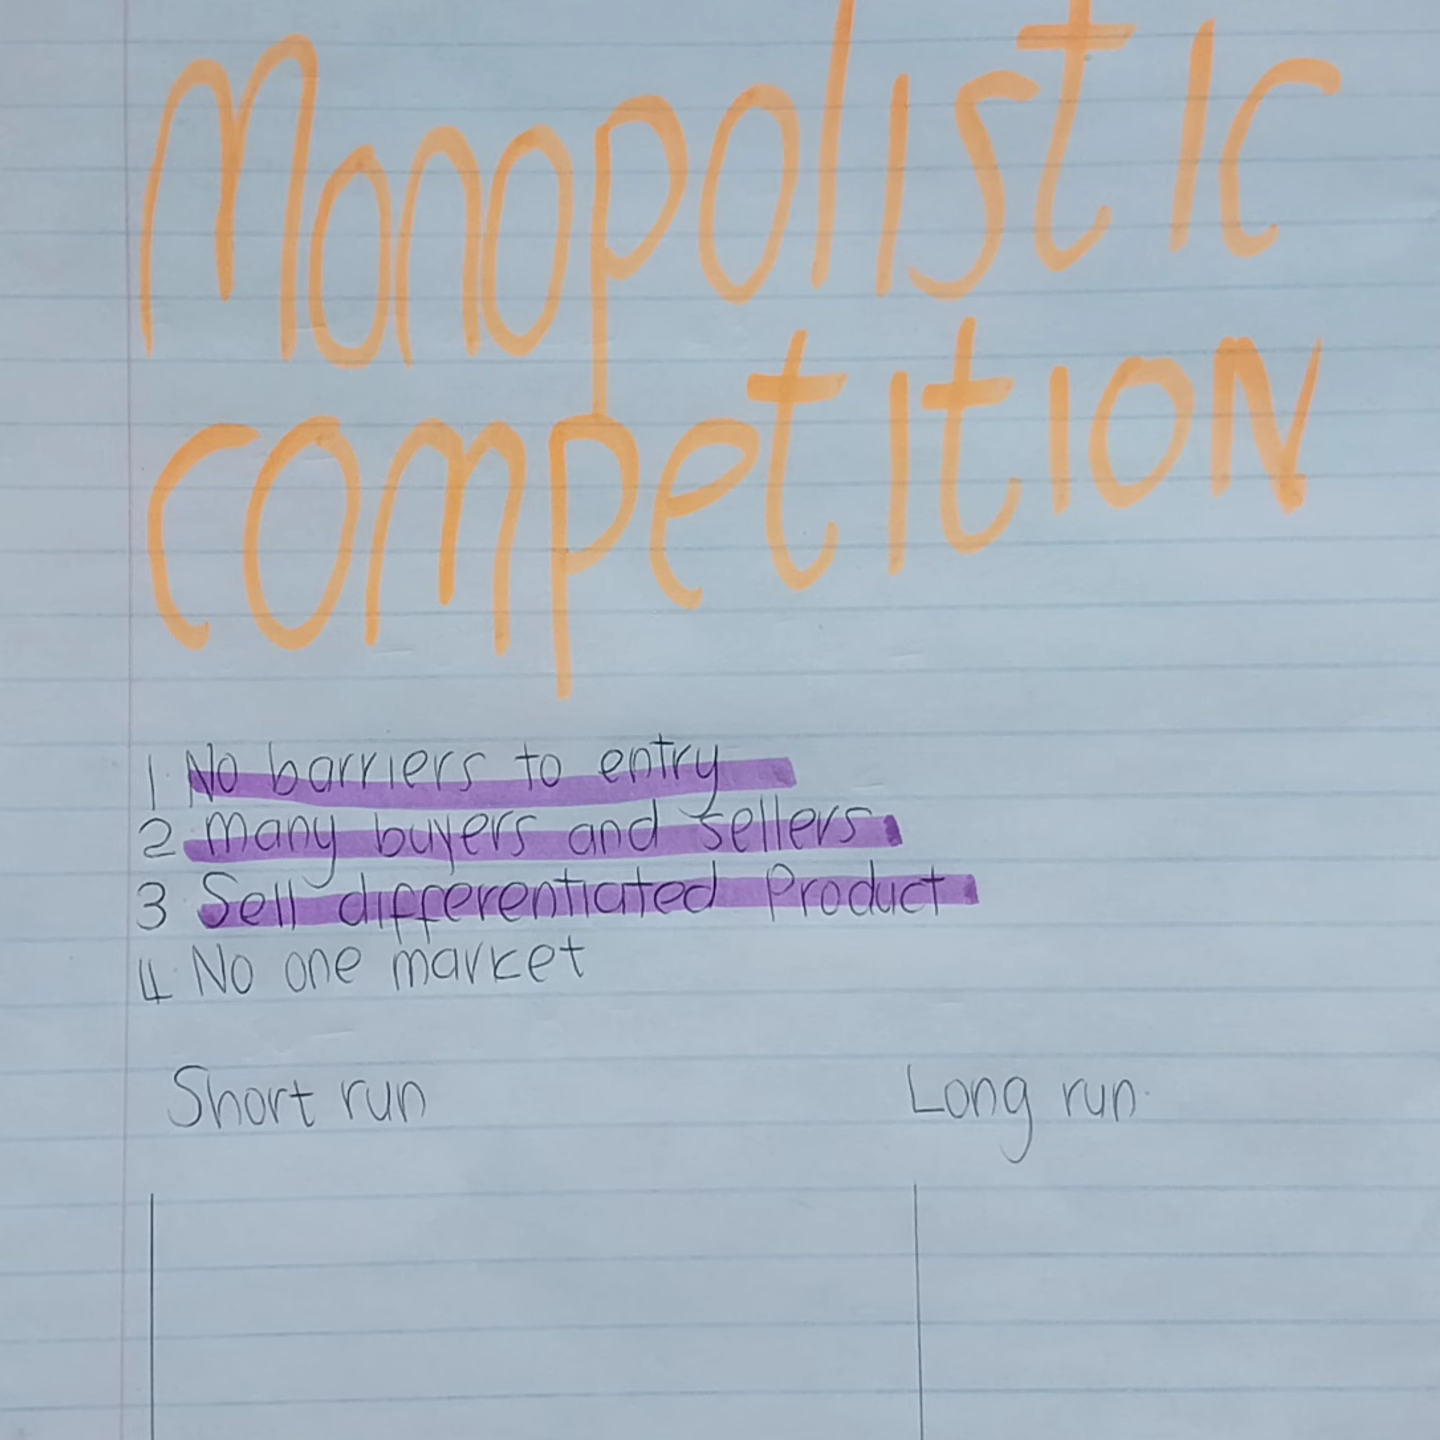 Monopolistic
competition
1. No barriers to entry
2 many buyers and sellers
3 Sell differentiated Product
4. No one market
Short run Long run.